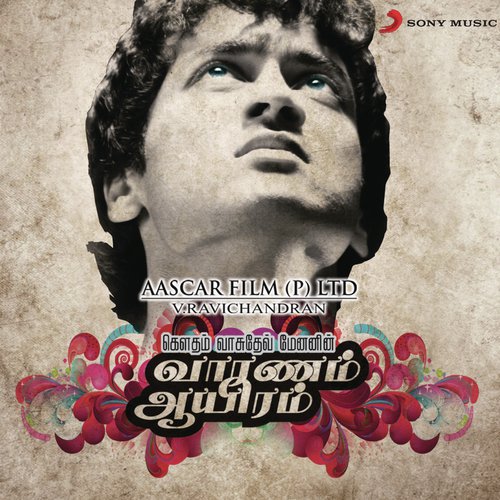 SONY MUSIC
AASCAR FILM (P) LTD
V.RAVICHANDRAN
கௌதம் வாசுதேவ் மேனனின்
வாரணம்
ஆயிரம்